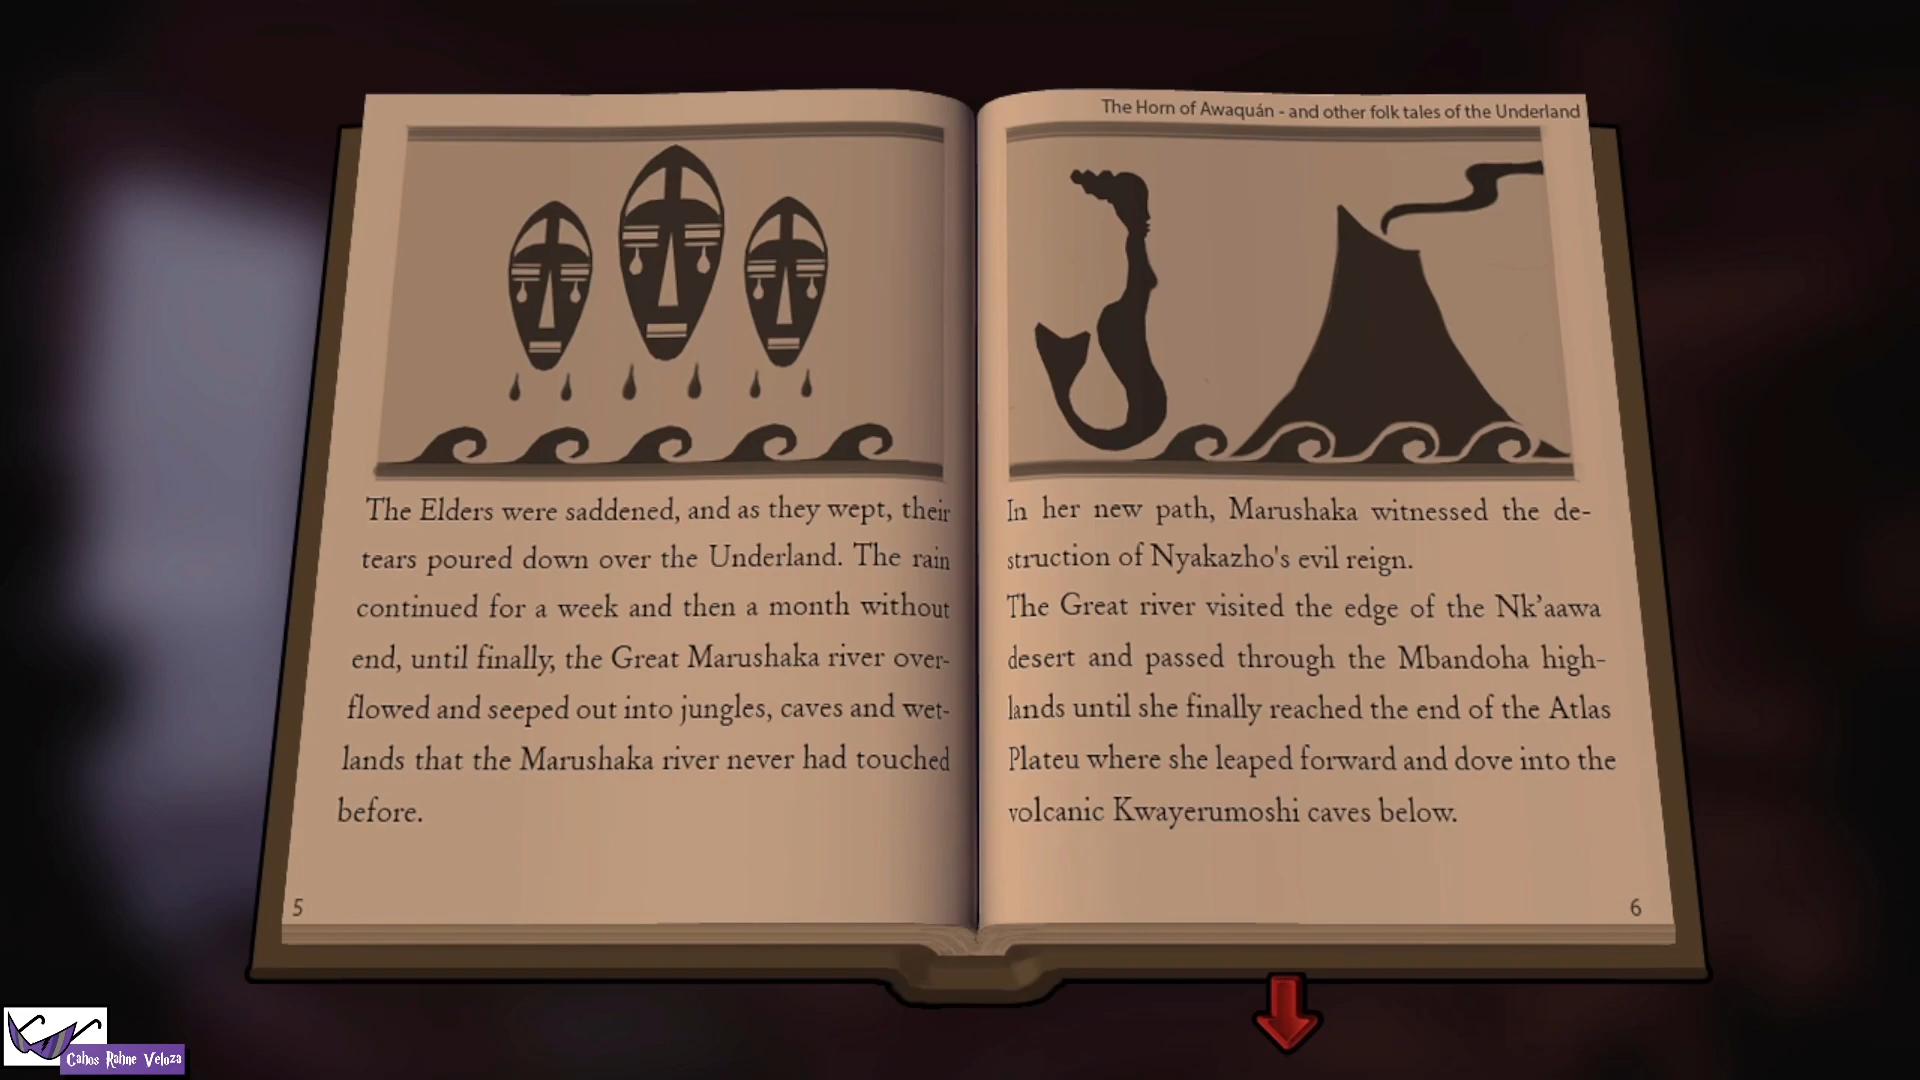 The Elders were saddened, and as they wept, their
tears poured down over the Underland. The rain
continued for a week and then a month without
end, until finally, the Great Marushaka river over-
flowed and seeped out into jungles, caves and wet-
lands that the Marushaka river never had touched
before.
5
The Horn of Awaquán - and other folk tales of the Underland
In her new path, Marushaka witnessed the de-
struction of Nyakazho's evil reign.
The Great river visited the edge of the Nk’aawa
desert and passed through the Mbandoha high-
lands until she finally reached the end of the Atlas
Plateu where she leaped forward and dove into the
volcanic Kwayerumoshi caves below.
6
Cahos Rahne Veloza